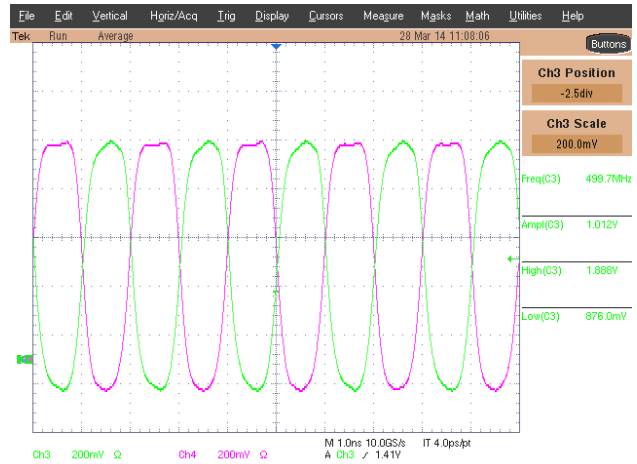 File Edit Vertical Horiz/Acq Trig Display Cursors Measure Masks Math Utilities Help
Tek Run Average 28 Mar 14 11:08:06
Buttons
Ch3 Position
-2.5div
Ch3 Scale
200.0mV
Freq(C3) 499.7MHz
Ampl(C3) 1.012V
High(C3) 1.888V
Low(C3) 876.0mV
M 1.0ns 10.0GS/s IT 4.0ps/pt
Ch3 200mV Ω Ch4 200mV Ω A Ch3 ∕ 1.41V